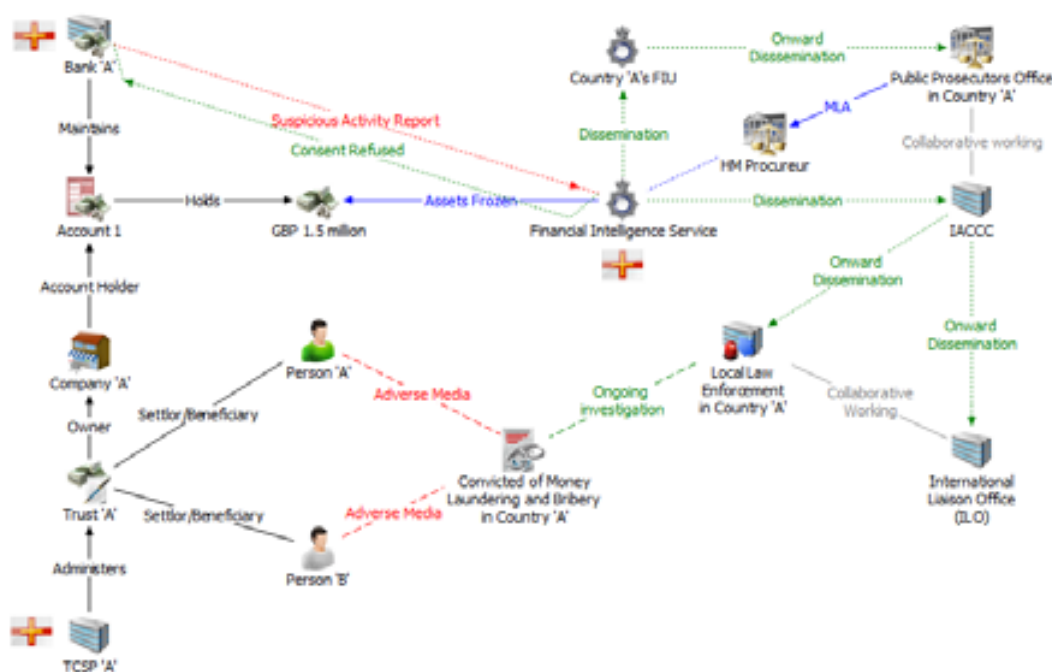 Bank 'A'
Maintains
Account 1
Account Holder
Company 'A'
Owner
Trust 'A'
Administers
TCSP 'A'
Suspicious Activity Report
Consent Refused
Holds
GBP 1.5 million
Assets Frozen
Financial Intelligence Service
Dissemination
Country 'A's FIU
Onward
Disssemination
Public Prosecutors Office
in Country 'A'
MLA
HM Procureur
Collaborative working
Dissemination
IACCC
Onward
Dissemination
Local Law
Enforcement
in Country 'A'
Onward
Dissemination
Collaborative
Working
International
Liaison Office
(ILO)
Ongoing
investigation
Settlor/Beneficiary
Person 'A'
Adverse Media
Convicted of Money
Laundering and Bribery
in Country 'A'
Settlor/Beneficiary
Person 'B'
Adverse Media